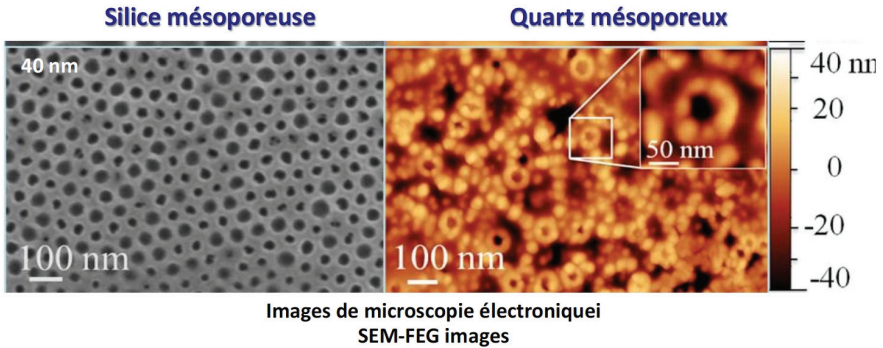 Silice mésoporeuse
Quartz mésoporeux
40 nm
100 nm
100 nm
50 nm
40 nm
20
0
-20
-40
Images de microscopie électroniquei
SEM-FEG images